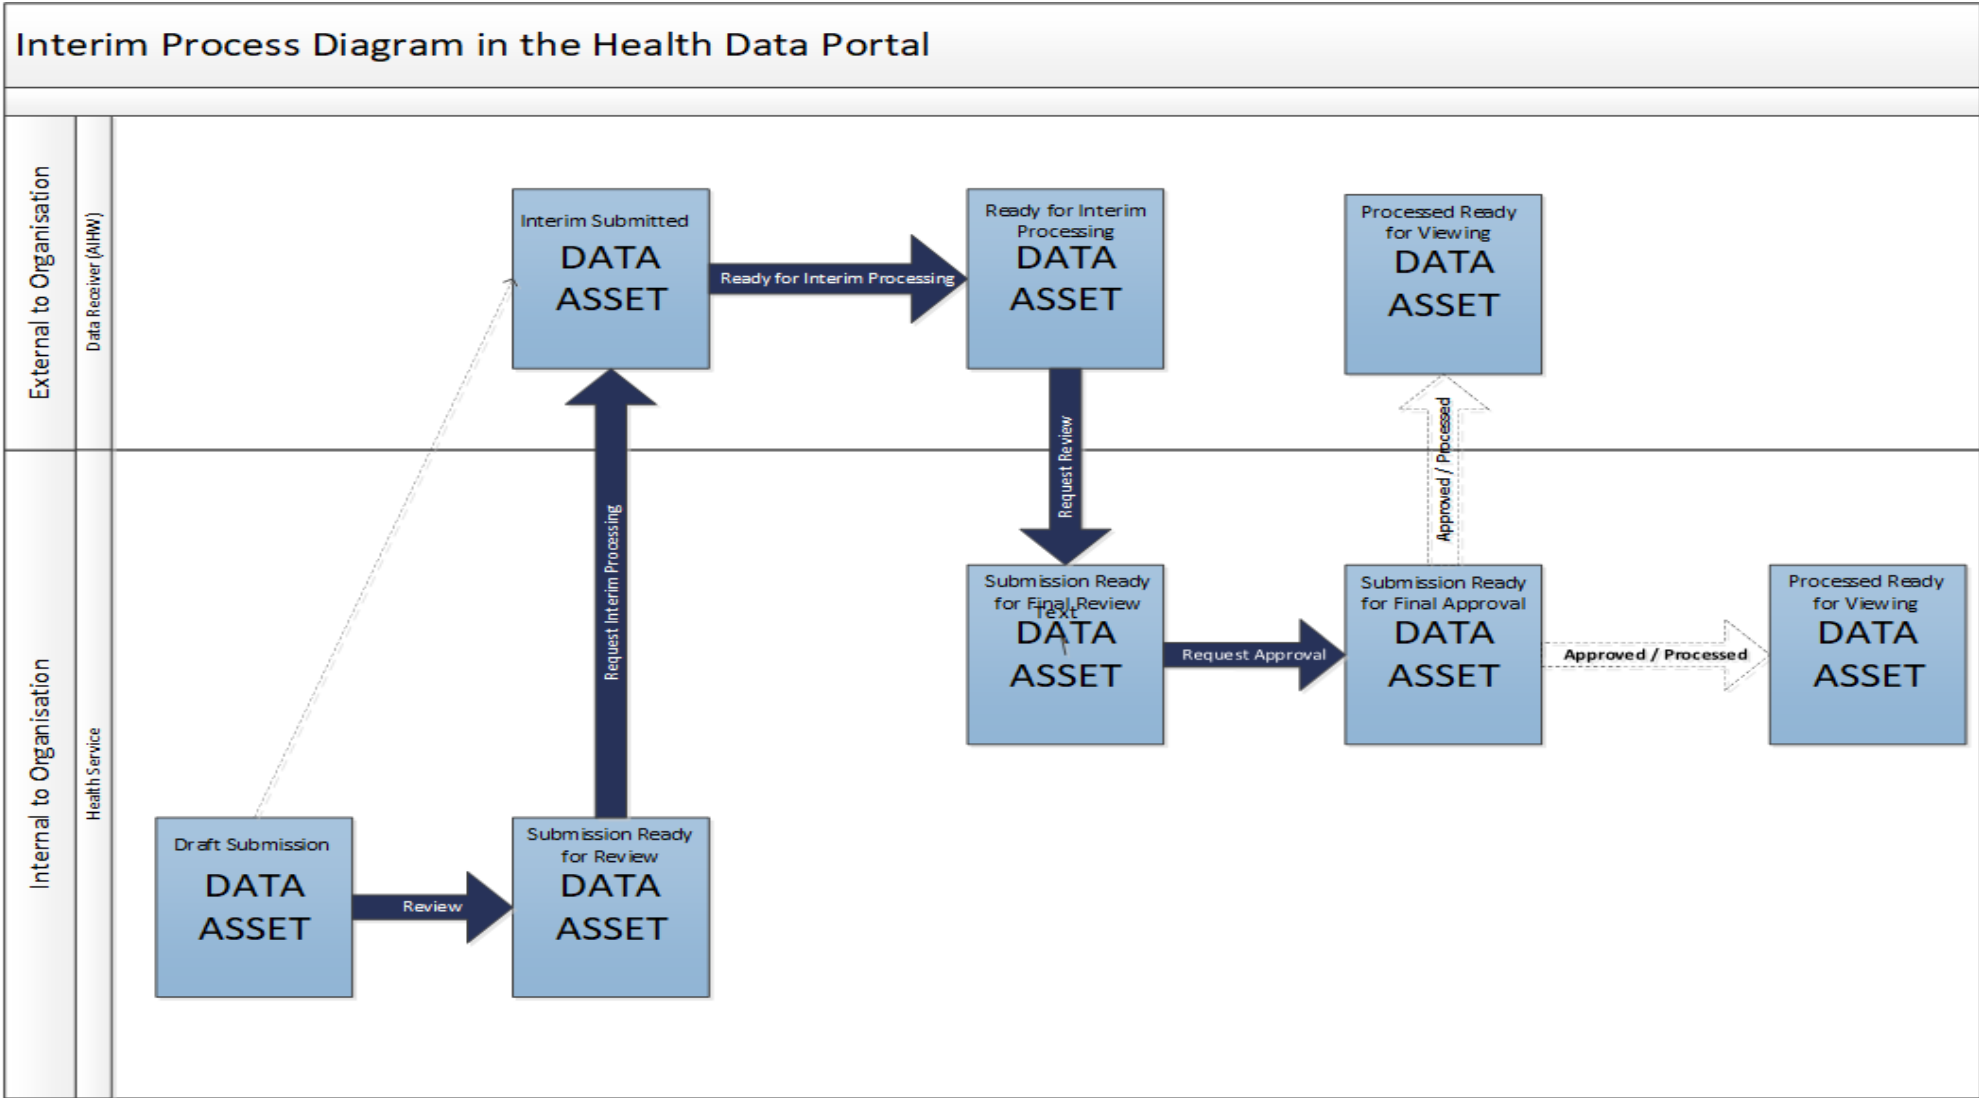 Interim Process Diagram in the Health Data Portal
External to Organisation
Data Receiver (AIHW)
Interim Submitted
DATA
ASSET
Ready for Interim Processing
Ready for Interim
Processing
DATA
ASSET
Processed Ready
for Viewing
DATA
ASSET
Request Interim Processing
Request Review
Approved / Processed
Internal to Organisation
Health Service
Submission Ready
for Final Review
Text
DATA
ASSET
Request Approval
Submission Ready
for Final Approval
DATA
ASSET
Approved / Processed
Processed Ready
for Viewing
DATA
ASSET
Draft Submission
DATA
ASSET
Review
Submission Ready
for Review
DATA
ASSET